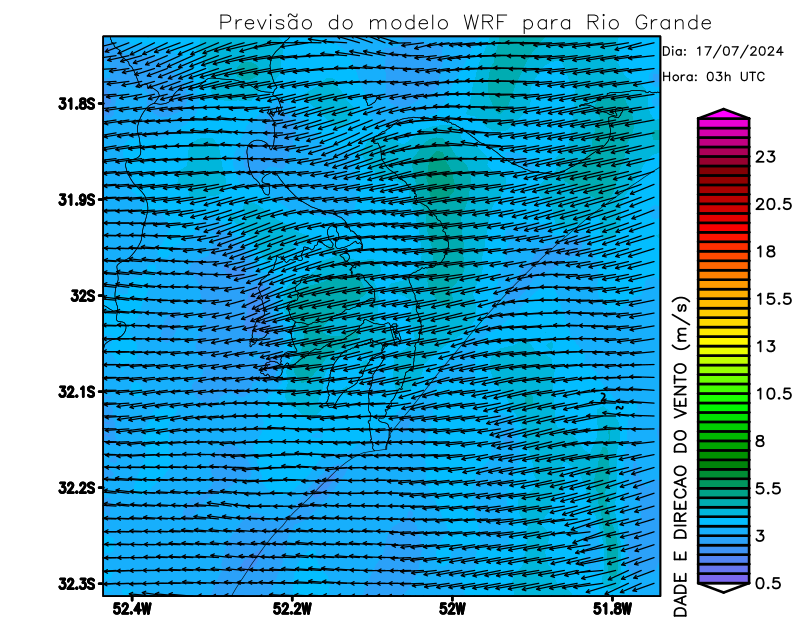 Previsão do modelo WRF para Rio Grande
Dia: 17/07/2024
Hora: 03h UTC
31.8S
31.9S
32S
32.1S
32.2S
32.3S
52.4W
52.2W
52W
51.8W
DADE E DIRECAO DO VENTO (m/s)
23
20.5
18
15.5
13
10.5
8
5.5
3
0.5